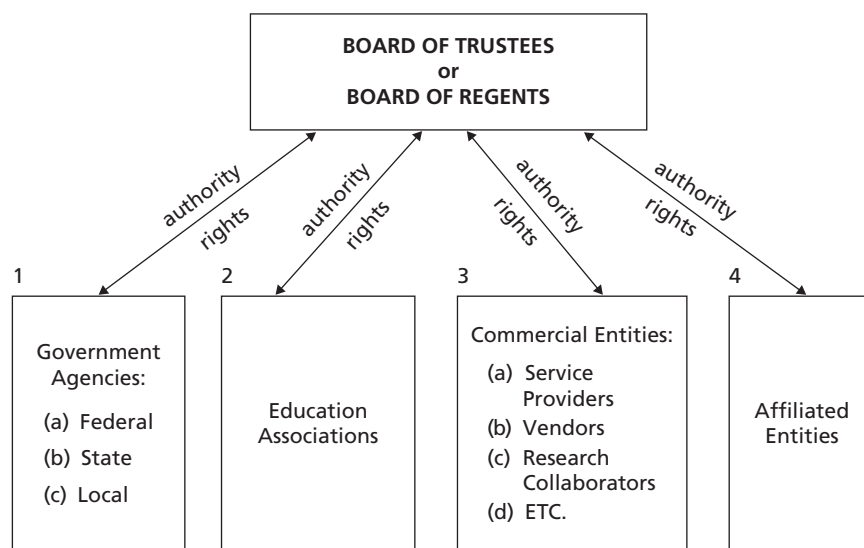 BOARD OF TRUSTEES
or
BOARD OF REGENTS
authority
rights
authority
rights
authority
rights
authority
rights
1
Government
Agencies:
(a) Federal
(b) State
(c) Local
2
Education
Associations
3
Commercial Entities:
(a) Service
Providers
(b) Vendors
(c) Research
Collaborators
(d) ETC.
4
Affiliated
Entities